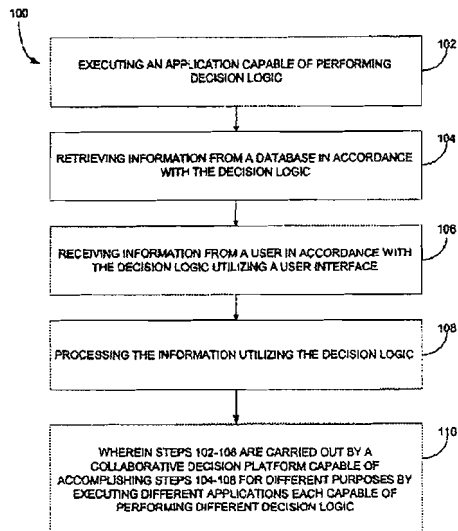 100
102
EXECUTING AN APPLICATION CAPABLE OF PERFORMING
DECISION LOGIC
104
RETRIEVING INFORMATION FROM A DATABASE IN ACCORDANCE
WITH THE DECISION LOGIC
106
RECEIVING INFORMATION FROM A USER IN ACCORDANCE WITH
THE DECISION LOGIC UTILIZING A USER INTERFACE
108
PROCESSING THE INFORMATION UTILIZING THE DECISION LOGIC
110
WHEREIN STEPS 102-108 ARE CARRIED OUT BY A
COLLABORATIVE DECISION PLATFORM CAPABLE OF
ACCOMPLISHING STEPS 104-108 FOR DIFFERENT PURPOSES BY
EXECUTING DIFFERENT APPLICATIONS EACH CAPABLE OF
PERFORMING DIFFERENT DECISION LOGIC